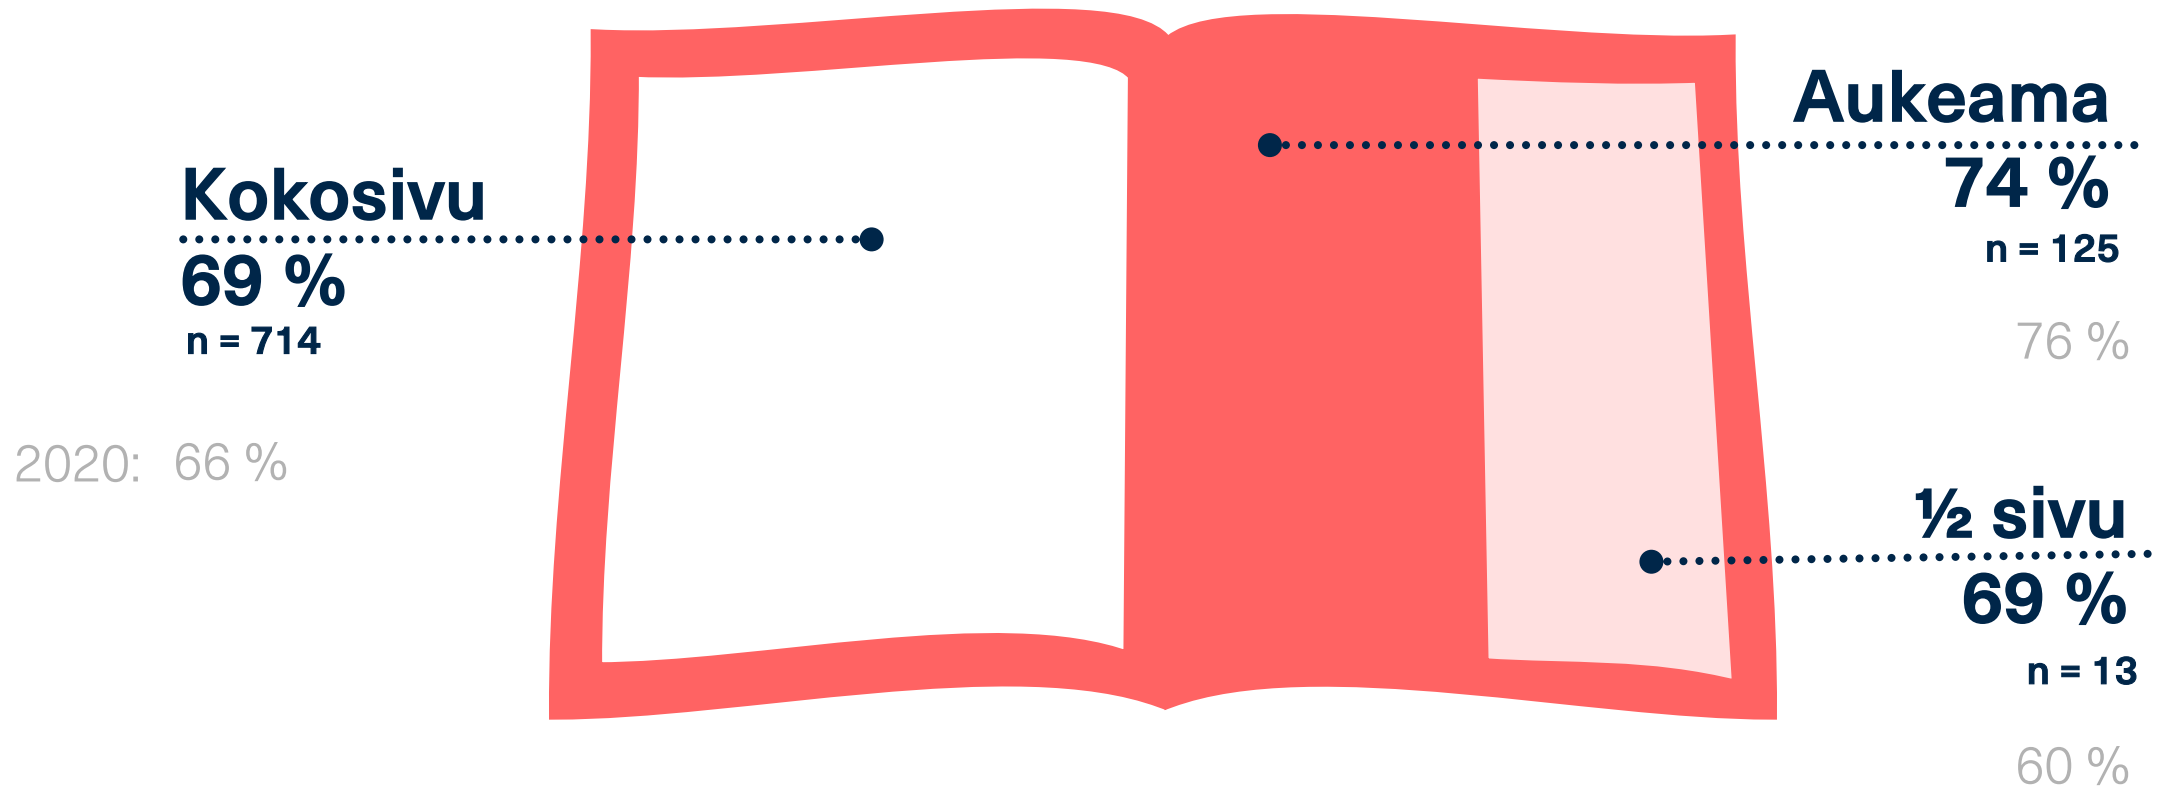 Kokosivu
69 %
n = 714
2020: 66 %
Aukeama
74 %
n = 125
76 %
½ sivu
69 %
n = 13
60 %